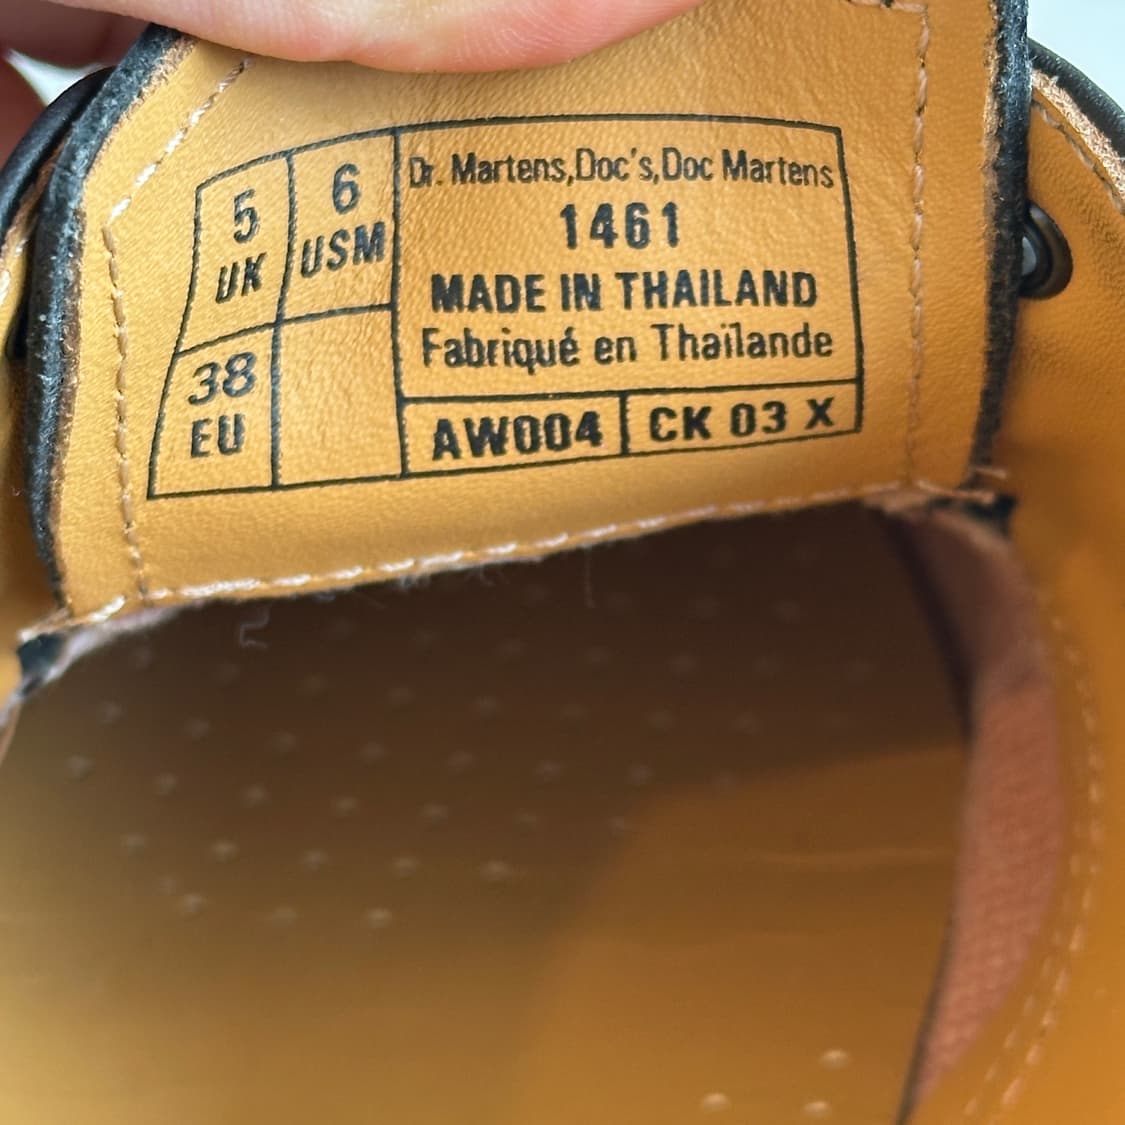 5
UK
6
USM
38
EU
Dr. Martens,Doc's,Doc Martens
1461
MADE IN THAILAND
Fabriqué en Thaïlande
AW004
CK 03 X